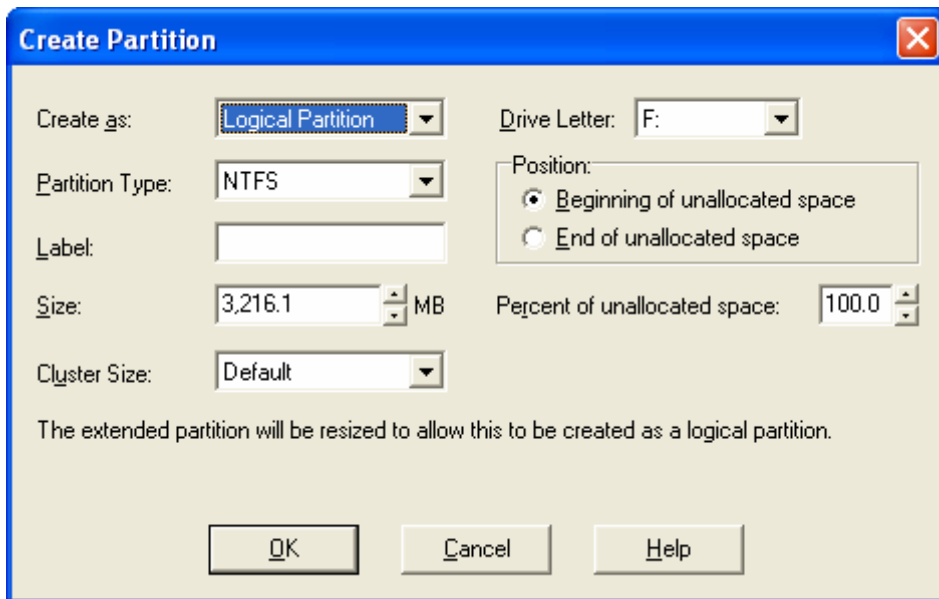 Create Partition
Create as: Logical Partition Drive Letter: F:
Position:
Partition Type: NTFS Beginning of unallocated space
End of unallocated space
Label:
Size: 3,216.1 MB Percent of unallocated space: 100.0
Cluster Size: Default
The extended partition will be resized to allow this to be created as a logical partition.
OK Cancel Help